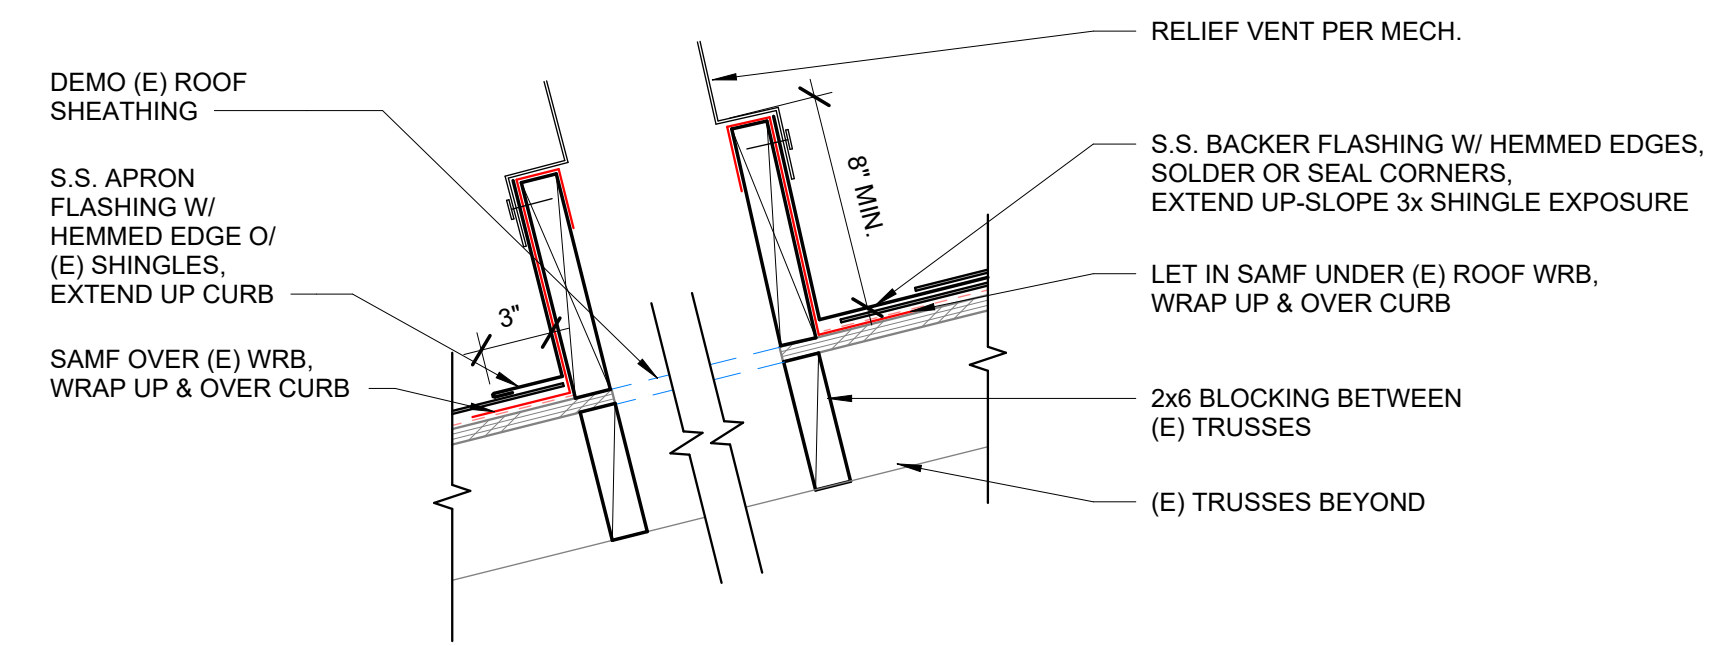 DEMO (E) ROOF
SHEATHING
S.S. APRON
FLASHING W/
HEMMED EDGE O/
(E) SHINGLES,
EXTEND UP CURB
SAMF OVER (E) WRB,
WRAP UP & OVER CURB
3"
8" MIN.
RELIEF VENT PER MECH.
S.S. BACKER FLASHING W/ HEMMED EDGES,
SOLDER OR SEAL CORNERS,
EXTEND UP-SLOPE 3x SHINGLE EXPOSURE
LET IN SAMF UNDER (E) ROOF WRB,
WRAP UP & OVER CURB
2x6 BLOCKING BETWEEN
(E) TRUSSES
(E) TRUSSES BEYOND